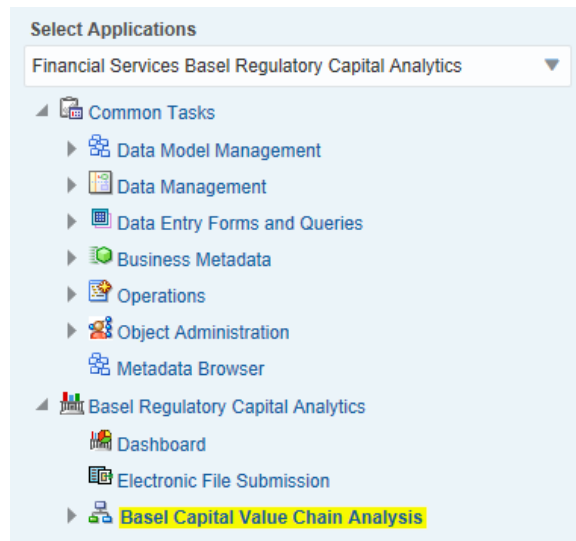 Select Applications
Financial Services Basel Regulatory Capital Analytics
Common Tasks
Data Model Management
Data Management
Data Entry Forms and Queries
Business Metadata
Operations
Object Administration
Metadata Browser
Basel Regulatory Capital Analytics
Dashboard
Electronic File Submission
Basel Capital Value Chain Analysis